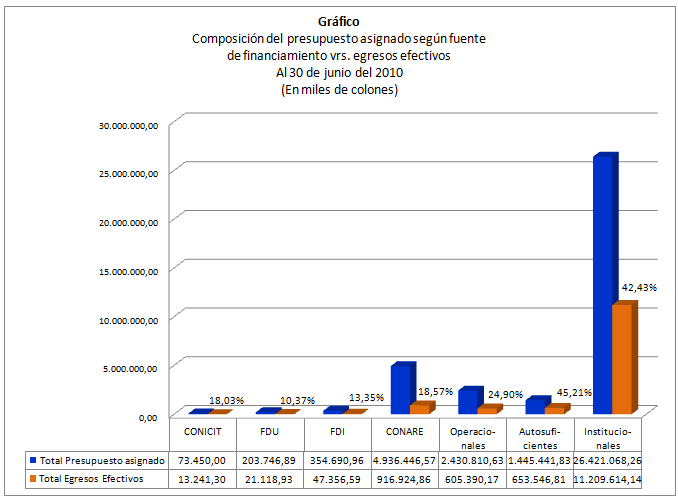 Gráfico
Composición del presupuesto asignado según fuente
de financiamiento vrs. egresos efectivos
Al 30 de junio del 2010
(En miles de colones)
30.000.000,00
25.000.000,00
20.000.000,00
15.000.000,00
10.000.000,00
5.000.000,00
0,00
18,03%
10,37%
13,35%
18,57%
24,90%
45,21%
42,43%
CONICIT FDU FDI CONARE Operacio- Autosufi- Institucio-
nales cientes nales
Total Presupuesto asignado 73.450,00 203.746,89 354.690,96 4.936.446,57 2.430.810,63 1.445.441,83 26.421.068,26
Total Egresos Efectivos 13.241,30 21.118,93 47.356,59 916.924,86 605.390,17 653.546,81 11.209.614,14